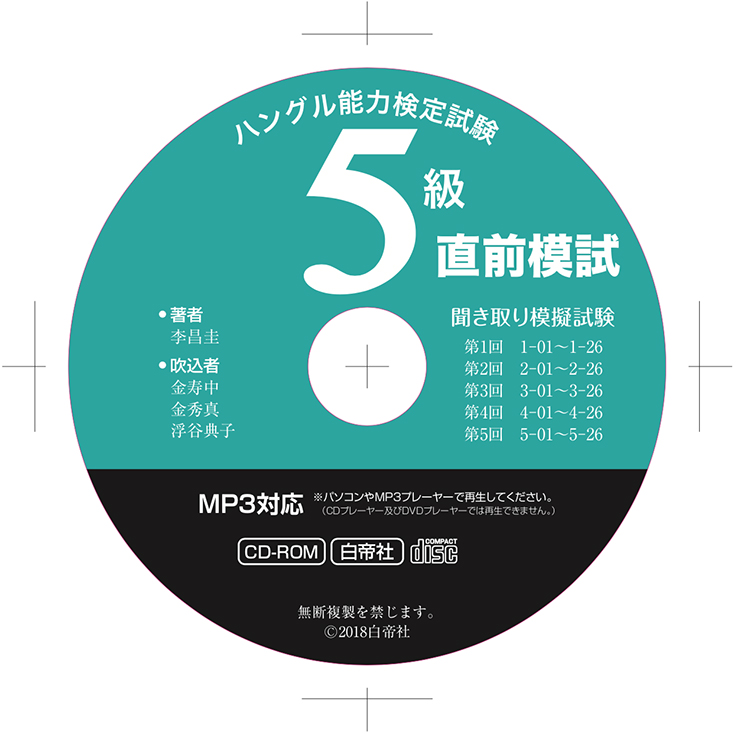 ハングル能力検定試験
5級
直前模試
•著者
李昌圭
•吹込者
金寿中
金秀真
浮谷典子
聞き取り模擬試験
第1回 1-01〜1-26
第2回 2-01〜2-26
第3回 3-01〜3-26
第4回 4-01〜4-26
第5回 5-01〜5-26
MP3対応 ※パソコンやMP3プレーヤーで再生してください。
（CDプレーヤー及びDVDプレーヤーでは再生できません。）
CD-ROM 白帝社 COMPACT disc
無断複製を禁じます。
©2018白帝社